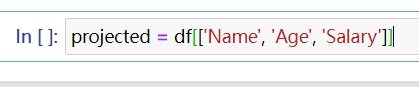 In [ ]: projected = df[['Name', 'Age', 'Salary']]